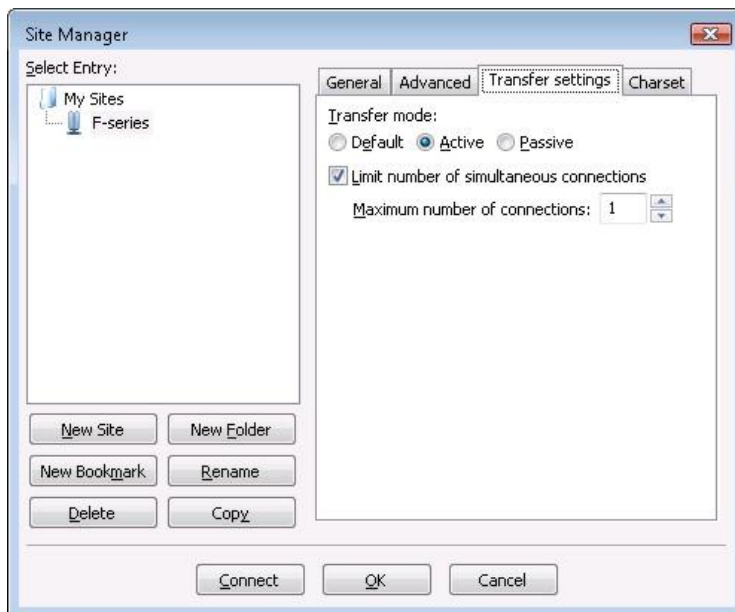 Site Manager
Select Entry:
My Sites
F-series
New Site
New Folder
New Bookmark
Rename
Delete
Copy
General
Advanced
Transfer settings
Charset
Transfer mode:
Default
Active
Passive
Limit number of simultaneous connections
Maximum number of connections: 1
Connect
OK
Cancel